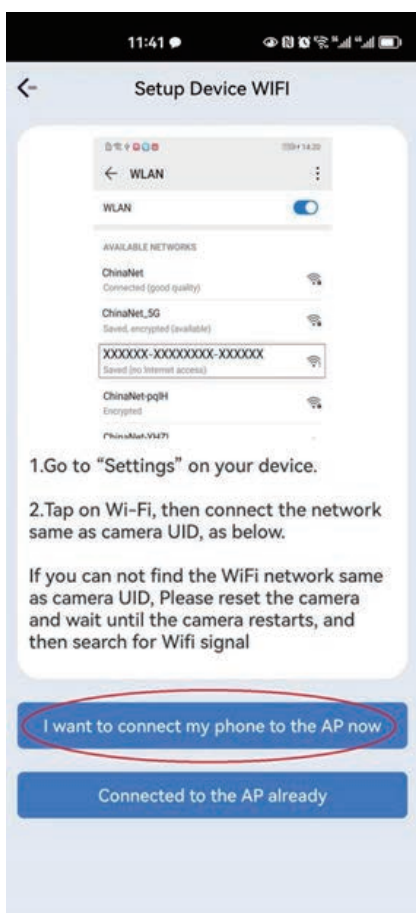 11:41
Setup Device WIFI
14:20
WLAN
WLAN
AVAILABLE NETWORKS
ChinaNet
Connected (good quality)
ChinaNet_5G
Saved, encrypted (available)
XXXXXX-XXXXXXXX-XXXXXX
Saved (no Internet access)
ChinaNet-pqlH
Encrypted
1.Go to “Settings” on your device.
2.Tap on Wi-Fi, then connect the network
same as camera UID, as below.
If you can not find the WiFi network same
as camera UID, Please reset the camera
and wait until the camera restarts, and
then search for Wifi signal
I want to connect my phone to the AP now
Connected to the AP already